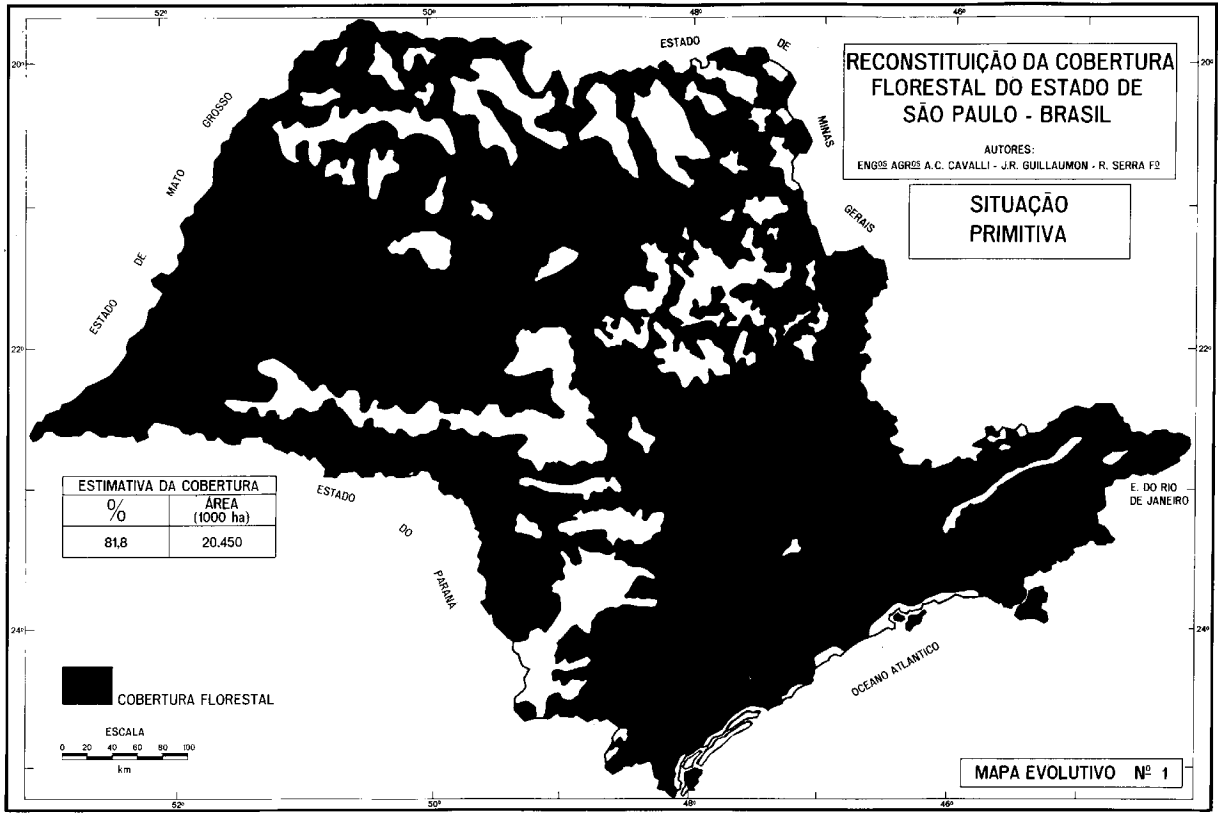 52º
50º
48º
46º
20º
20º
22º
22º
24º
24º
52º
50º
48º
46º
RECONSTITUIÇÃO DA COBERTURA
FLORESTAL DO ESTADO DE
SÃO PAULO - BRASIL
AUTORES:
ENGOS AGROS A.C. CAVALLI - J.R. GUILLAUMON - R. SERRA Fº
SITUAÇÃO
PRIMITIVA
ESTADO DE MINAS GERAIS
ESTADO DE MATO GROSSO
ESTADO DO PARANA
E. DO RIO
DE JANEIRO
OCEANO ATLANTICO
ESTIMATIVA DA COBERTURA
% ÁREA
(1000 ha)
81,8 20.450
COBERTURA FLORESTAL
ESCALA
0 20 40 60 80 100
km
MAPA EVOLUTIVO Nº 1